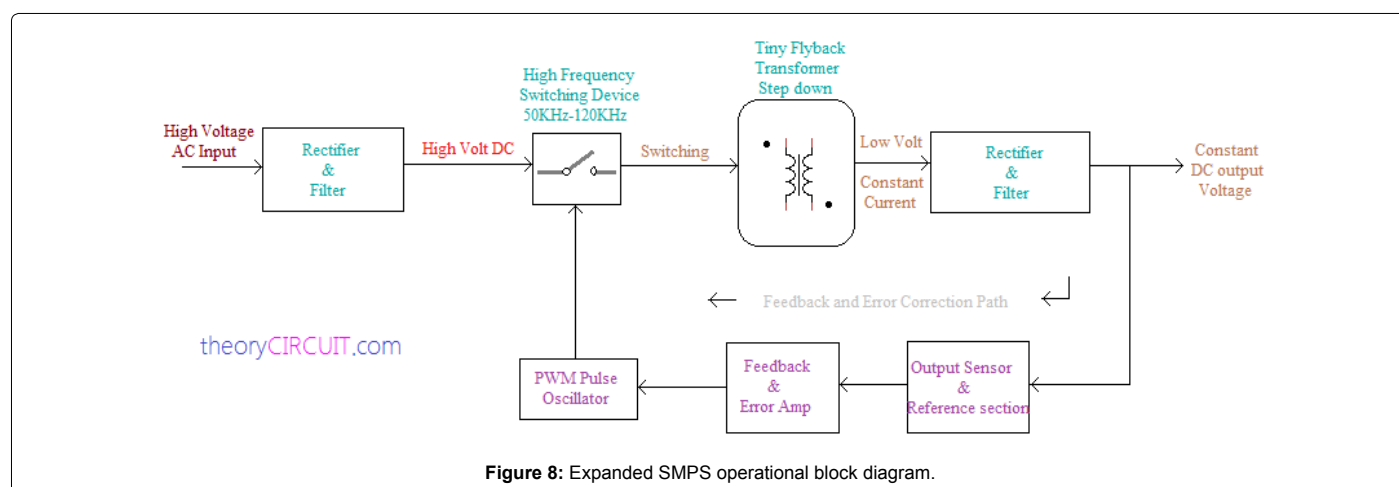 Tiny Flyback
Transformer
Step down
High Frequency
Switching Device
50KHz-120KHz
High Voltage
AC Input
Rectifier
&
Filter
High Volt DC
Switching
Low Volt
Constant
Current
Rectifier
&
Filter
Constant
DC output
Voltage
Feedback and Error Correction Path
theoryCIRCUIT.com
PWM Pulse
Oscillator
Feedback
&
Error Amp
Output Sensor
&
Reference section
Figure 8: Expanded SMPS operational block diagram.